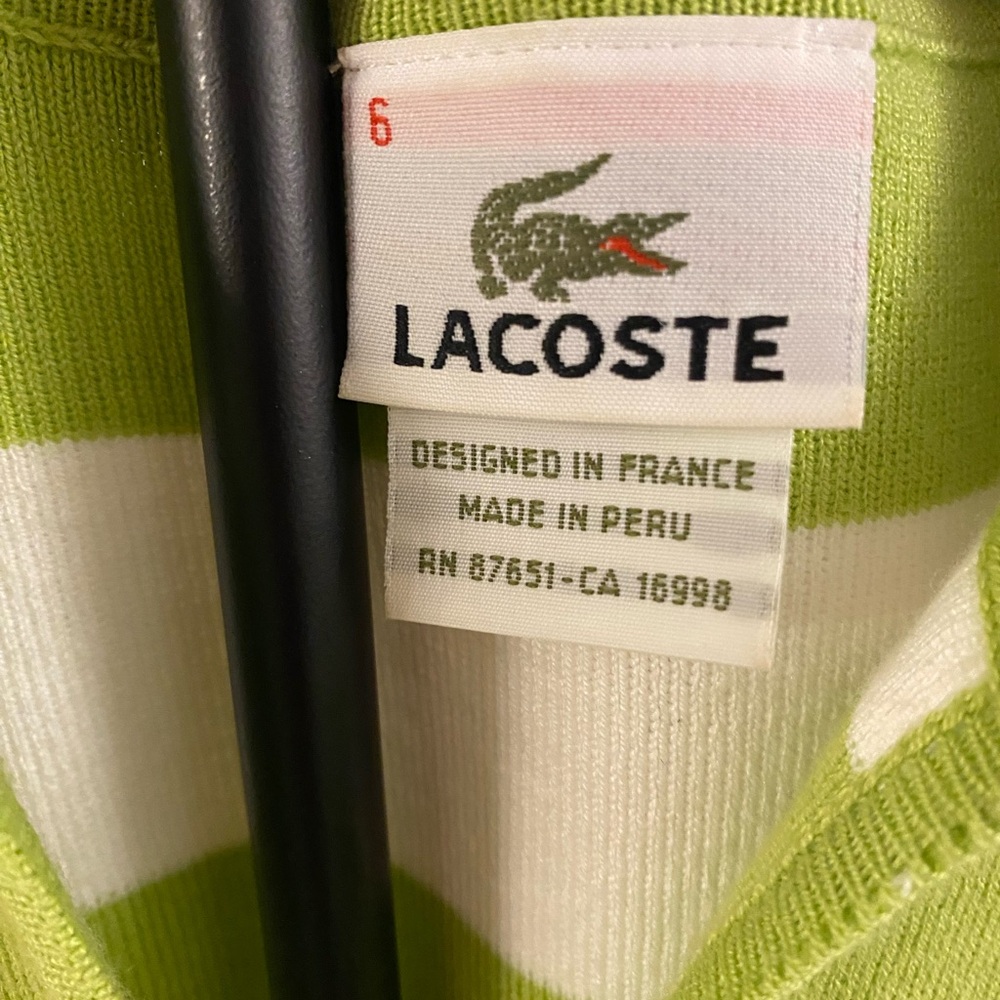 6
LACOSTE
DESIGNED IN FRANCE
MADE IN PERU
RN 87651-CA 16998